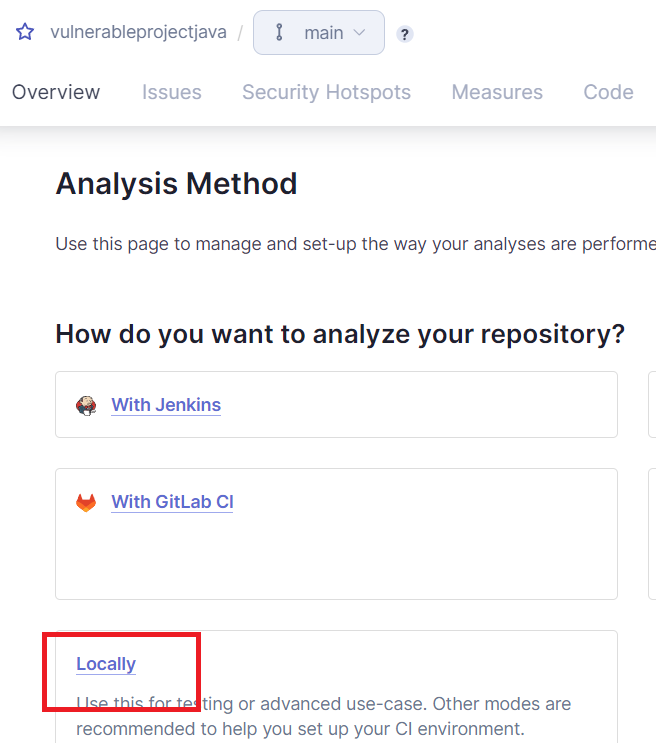 vulnerableprojectjava / main ?
Overview Issues Security Hotspots Measures Code
Analysis Method
Use this page to manage and set-up the way your analyses are performe
How do you want to analyze your repository?
With Jenkins
With GitLab CI
Locally
Use this for testing or advanced use-case. Other modes are
recommended to help you set up your CI environment.